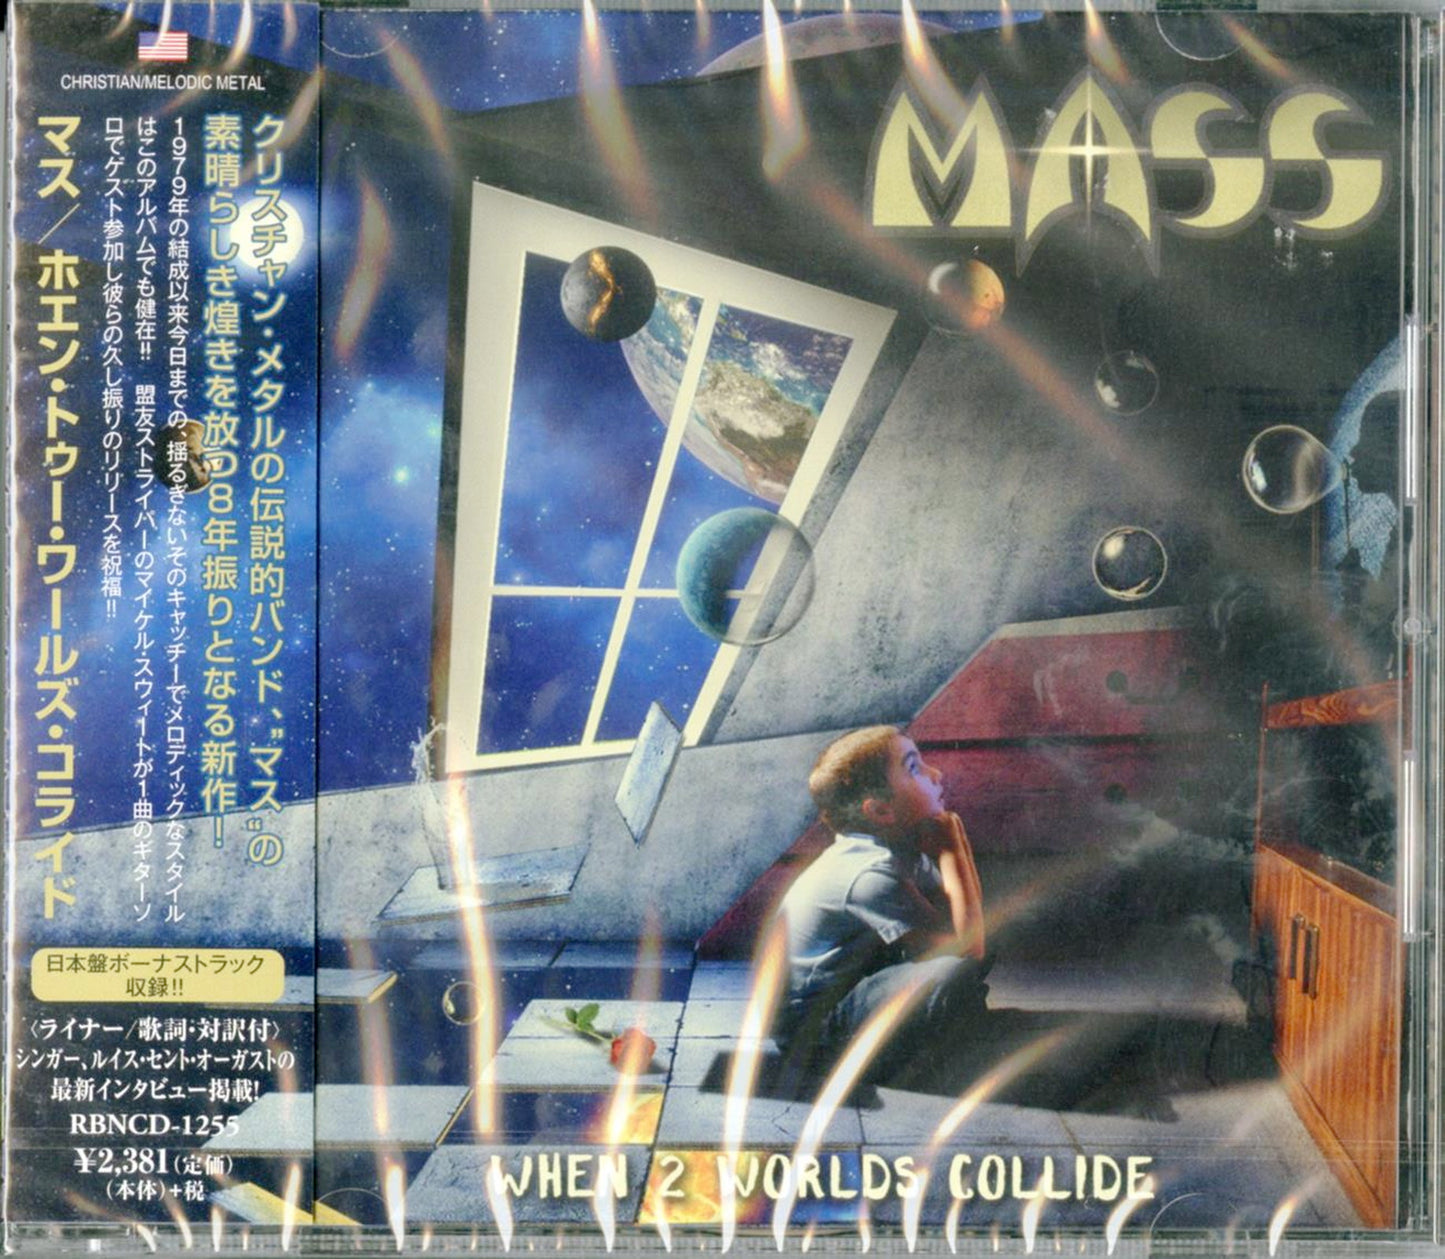 CHRISTIAN/MELODIC METAL
クリスチャン・メタルの伝説的バンド、”マス“の
素晴らしき煌きを放つ8年振りとなる新作！
1979年の結成以来今日までの、揺るぎないそのキャッチーでメロディックなスタイル
はこのアルバムでも健在!!　盟友ストライパーのマイケル・スウィートが1曲のギターソ
ロでゲスト参加し彼らの久し振りのリリースを祝福!!
マス／ホエン・トゥー・ワールズ・コライド
日本盤ボーナストラック
収録!!
〈ライナー/歌詞・対訳付〉
シンガー、ルイス・セント・オーガストの
最新インタビュー掲載!
RBNCD-1255
¥2,381(定価)
(本体)+税
MASS
WHEN 2 WORLDS COLLIDE